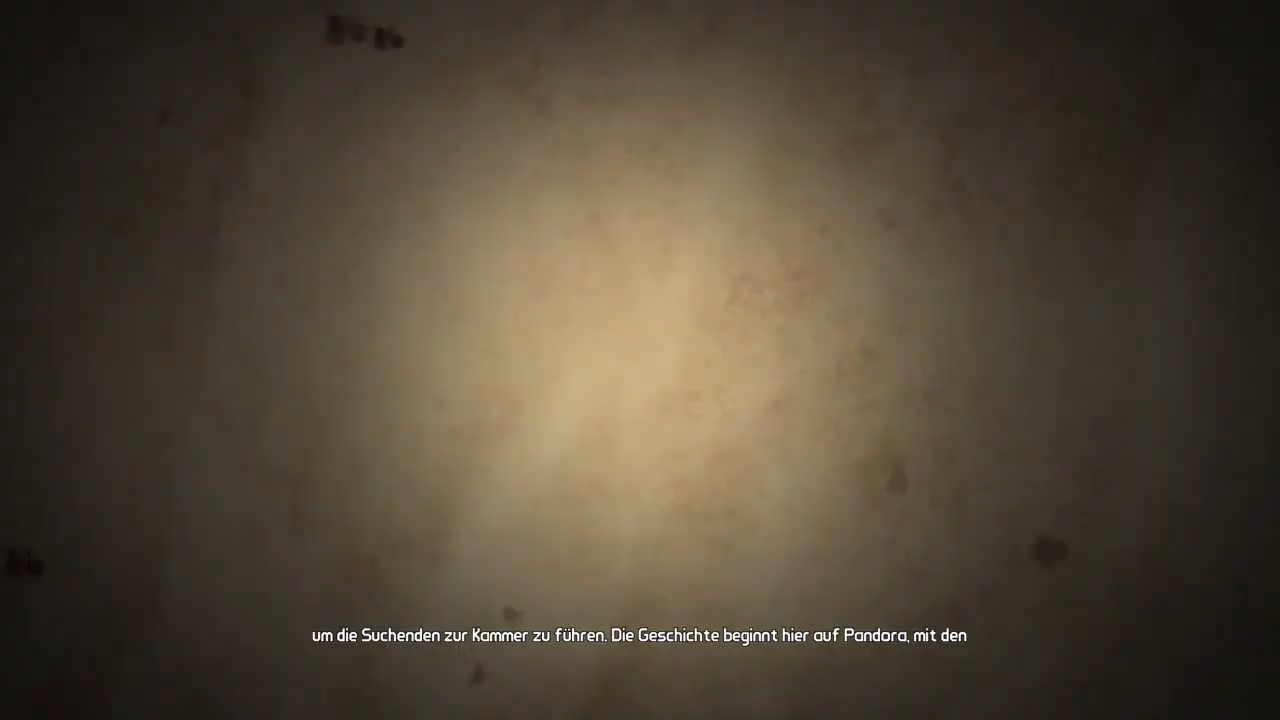 um die Suchenden zur Kammer zu führen. Die Geschichte beginnt hier auf Pandora, mit den